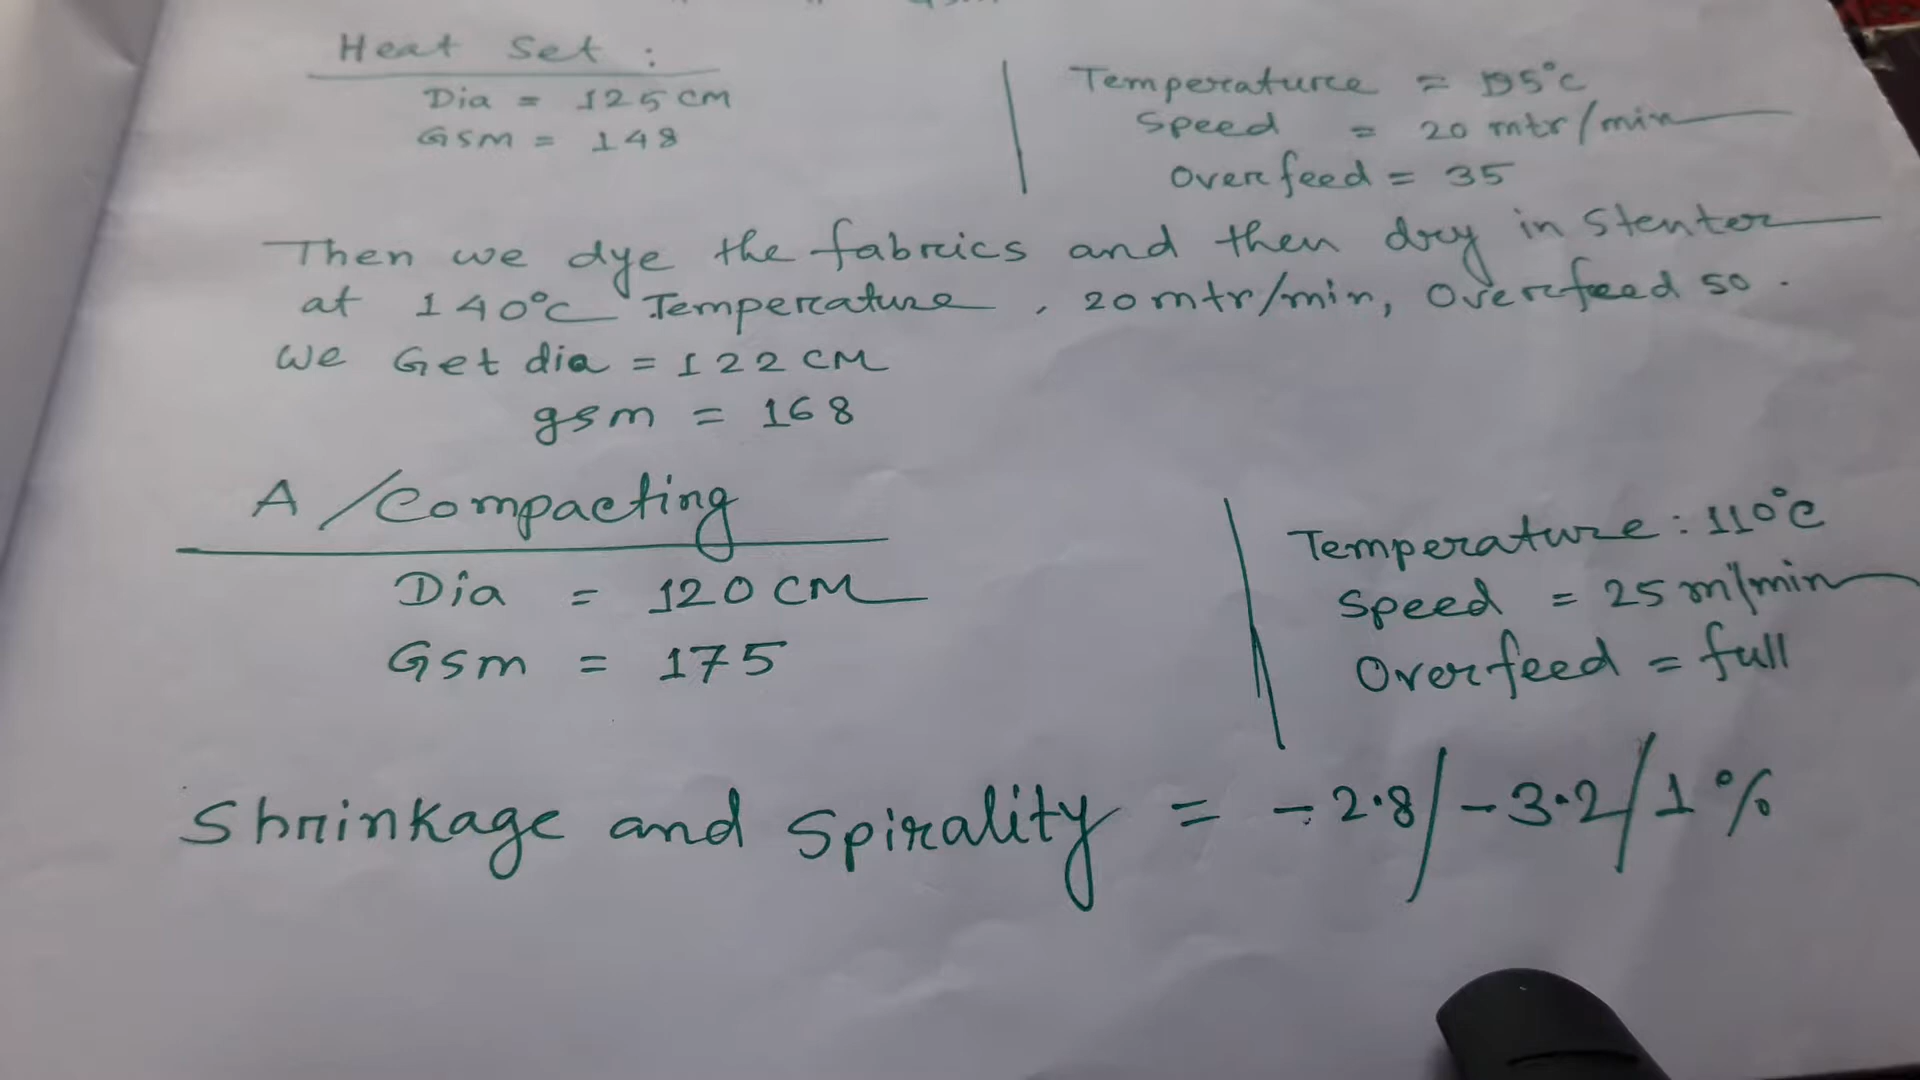 Heat Set :
Dia = 125 CM
GSM = 148
Temperature = 195°C
Speed = 20 mtr/min
Overfeed = 35
Then we dye the fabrics and then dry in Stenter
at 140°C Temperature, 20 mtr/min, Overfeed 50.
We Get dia = 122 CM
gsm = 168
A/Compacting
Dia = 120 CM
Gsm = 175
Temperature : 110°C
Speed = 25 m/min
Overfeed = full
Shrinkage and Spirality = -2.8/-3.2/1%